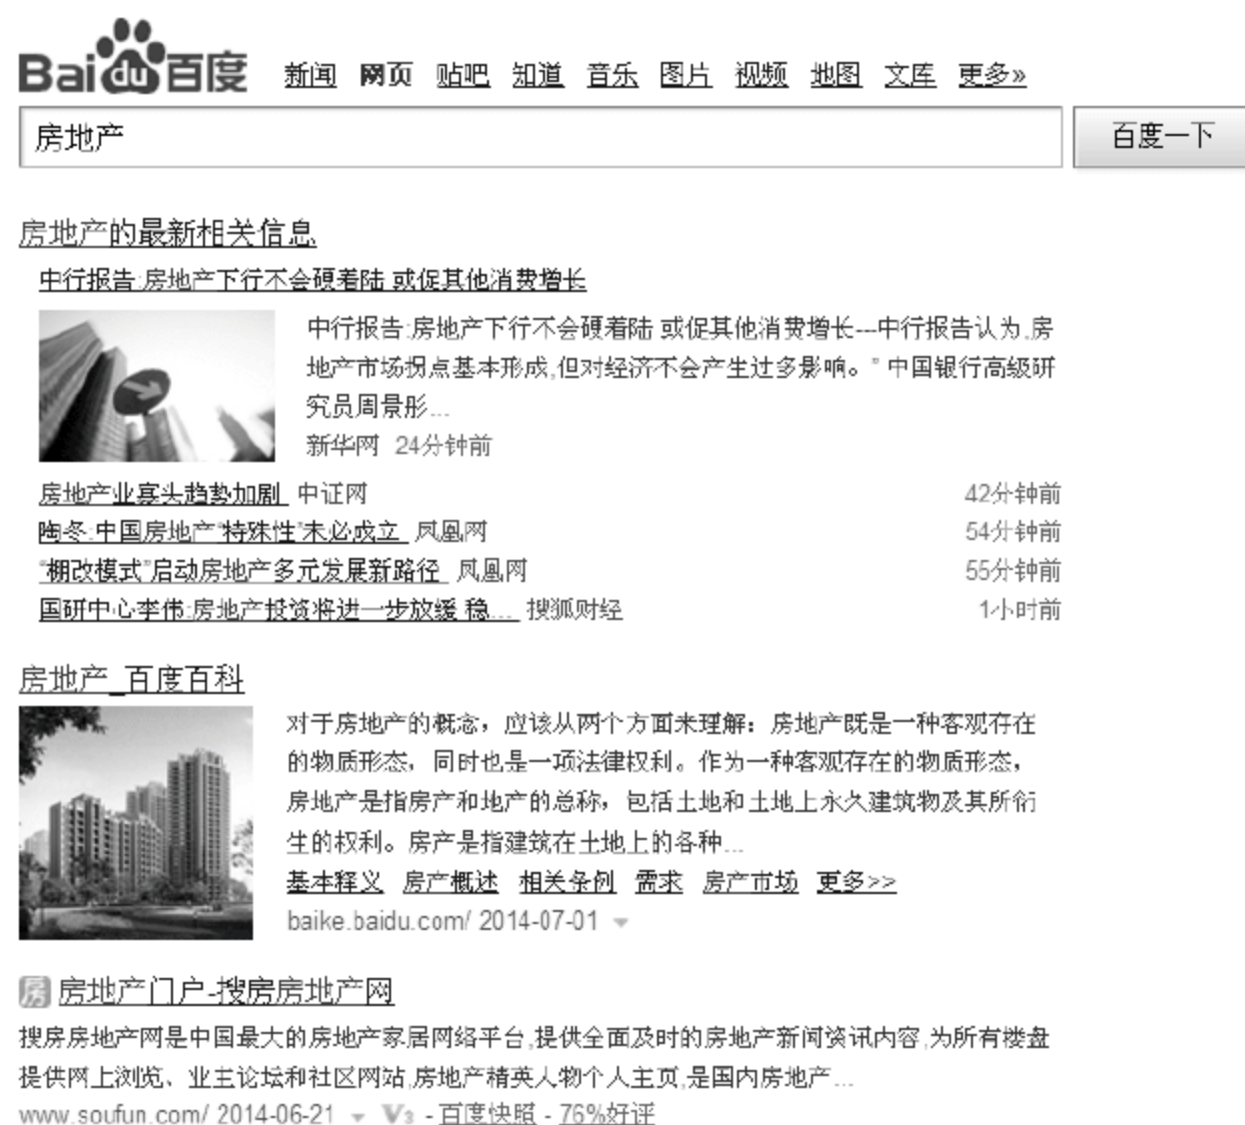 Baidu百度 新闻 网页 贴吧 知道 音乐 图片 视频 地图 文库 更多»
房地产 百度一下
房地产的最新相关信息
中行报告:房地产下行不会硬着陆 或促其他消费增长
中行报告:房地产下行不会硬着陆 或促其他消费增长---中行报告认为,房
地产市场拐点基本形成,但对经济不会产生过多影响。" 中国银行高级研
究员周景彤...
新华网 24分钟前
房地产业寡头趋势加剧 中证网 42分钟前
陶冬:中国房地产"特殊性"未必成立 凤凰网 54分钟前
"棚改模式"启动房地产多元发展新路径 凤凰网 55分钟前
国研中心李伟:房地产投资将进一步放缓 稳... 搜狐财经 1小时前
房地产_百度百科
对于房地产的概念，应该从两个方面来理解：房地产既是一种客观存在
的物质形态，同时也是一项法律权利。作为一种客观存在的物质形态，
房地产是指房产和地产的总称，包括土地和土地上永久建筑物及其所衍
生的权利。房产是指建筑在土地上的各种...
基本释义 房产概述 相关条例 需求 房产市场 更多>>
baike.baidu.com/ 2014-07-01
房 房地产门户-搜房房地产网
搜房房地产网是中国最大的房地产家居网络平台,提供全面及时的房地产新闻资讯内容,为所有楼盘
提供网上浏览、业主论坛和社区网站,房地产精英人物个人主页,是国内房地产...
www.soufun.com/ 2014-06-21 V3 - 百度快照 - 76%好评